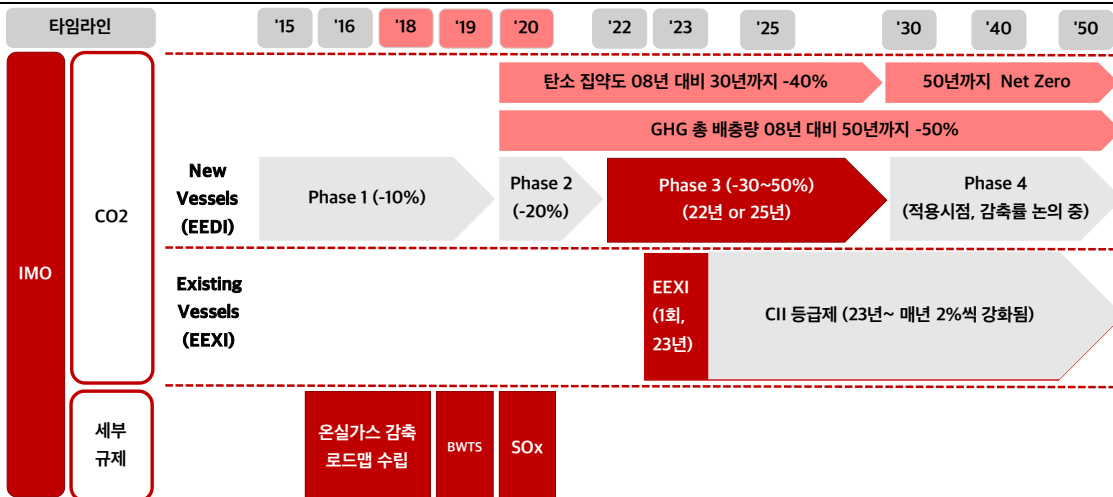 타임라인
'15
'16
'18
'19
'20
'22
'23
'25
'30
'40
'50
탄소 집약도 08년 대비 30년까지 -40%
50년까지 Net Zero
GHG 총 배출량 08년 대비 50년까지 -50%
IMO
CO2
New
Vessels
(EEDI)
Phase 1 (-10%)
Phase 2
(-20%)
Phase 3 (-30~50%)
(22년 or 25년)
Phase 4
(적용시점, 감축률 논의 중)
Existing
Vessels
(EEXI)
EEXI
(1회,
23년)
CII 등급제 (23년~ 매년 2%씩 강화됨)
세부
규제
온실가스 감축
로드맵 수립
BWTS
SOx